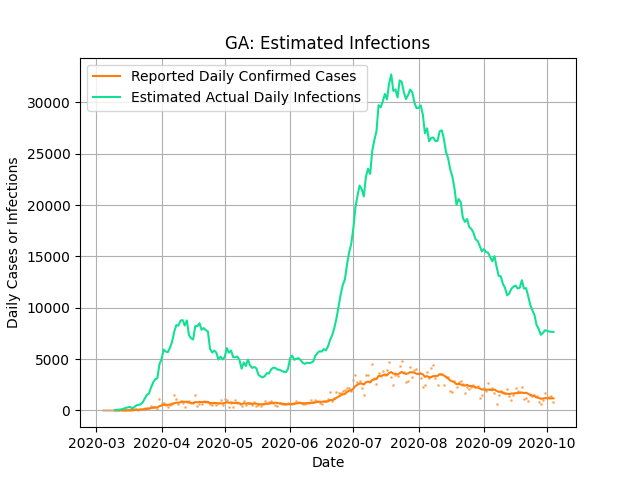 GA: Estimated Infections
Reported Daily Confirmed Cases
Estimated Actual Daily Infections
Daily Cases or Infections
30000
25000
20000
15000
10000
5000
0
2020-03 2020-04 2020-05 2020-06 2020-07 2020-08 2020-09 2020-10
Date